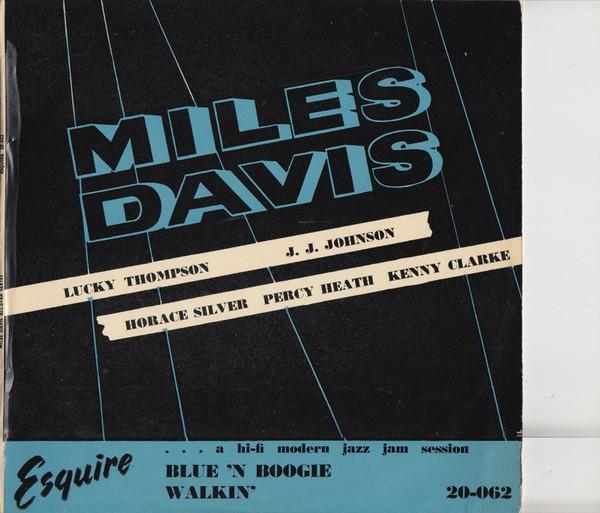 MILES
DAVIS
LUCKY THOMPSON J. J. JOHNSON
HORACE SILVER PERCY HEATH KENNY CLARKE
. . . a hi-fi modern jazz jam session
Esquire
BLUE 'N BOOGIE
WALKIN'
20-062